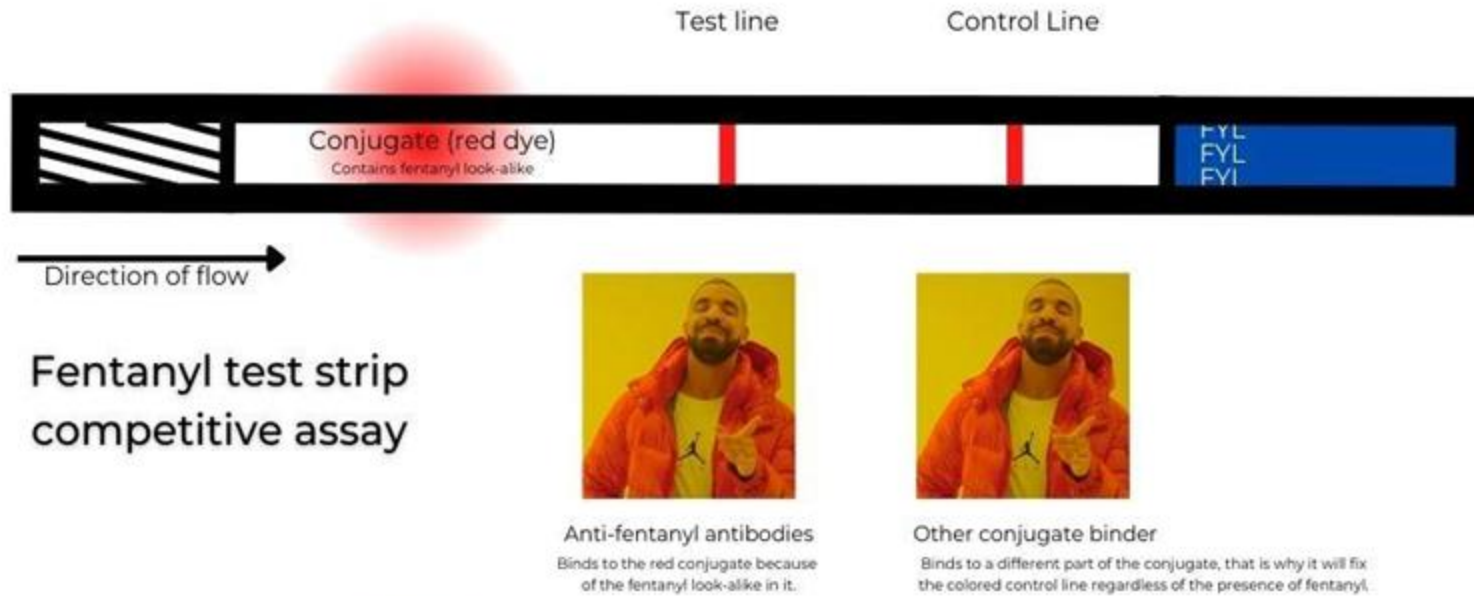 Test line
Control Line
Conjugate (red dye)
Contains fentanyl look-alike
FYL
FYL
FYL
Direction of flow
Fentanyl test strip
competitive assay
Anti-fentanyl antibodies
Binds to the red conjugate because
of the fentanyl look-alike in it.
Other conjugate binder
Binds to a different part of the conjugate, that is why it will fix
the colored control line regardless of the presence of fentanyl.